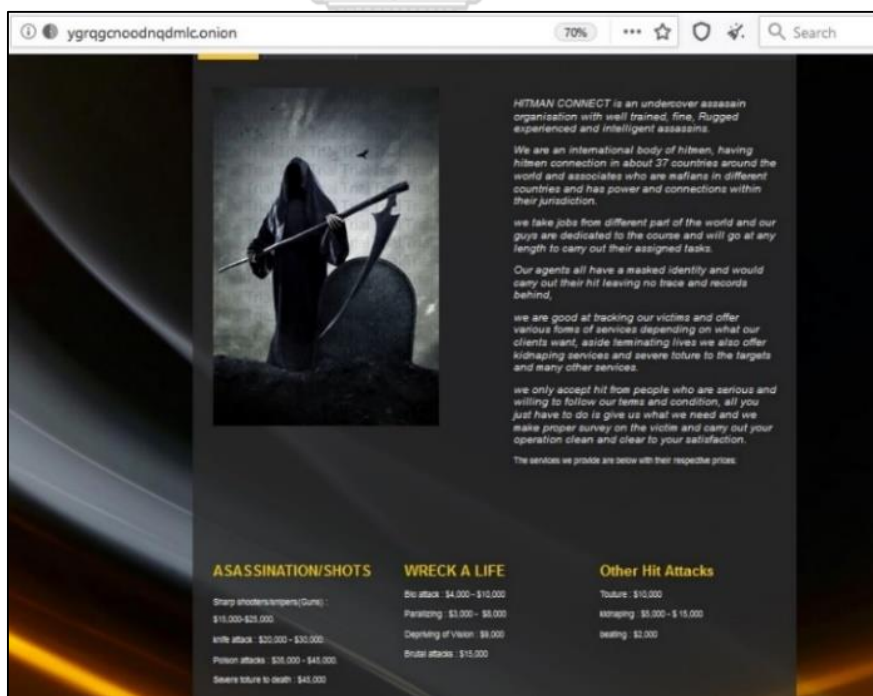 ygrqgcnoodnqdmlc.onion
70%
Search
HITMAN CONNECT is an undercover assasain
organisation with well trained, fine, Rugged
experienced and intelligent assassins.
We are an international body of hitmen, having
hitmen connection in about 37 countries around the
world and associates who are mafians in different
countries and has power and connections within
their jurisdiction.
we take jobs from different part of the world and our
guys are dedicated to the course and will go at any
length to carry out their assigned tasks.
Our agents all have a masked identity and would
carry out their hit leaving no trace and records
behind,
we are good at tracking our victims and offer
various forms of services depending on what our
clients want, aside teminating lives we also offer
kidnaping services and severe toture to the targets
and many other services.
we only accept hit from people who are serious and
willing to follow our tems and condition, all you
just have to do is give us what we need and we
make proper survey on the victim and carry out your
operation clean and clear to your satisfaction.
The services we provide are below with their respective prices:
ASASSINATION/SHOTS
Sharp shooters/snipers(Guns) :
$15,000-$25,000
knife attack : $20,000 - $30,000
Poison attacks : $35,000 - $45,000
Severe toture to death : $45,000
WRECK A LIFE
Bio attack : $4,000 - $10,000
Paralizing : $3,000 - $8,000
Depriving of Vision : $9,000
Brutal attacks : $15,000
Other Hit Attacks
Touture : $10,000
kidnaping : $5,000 - $ 15,000
beating : $2,000